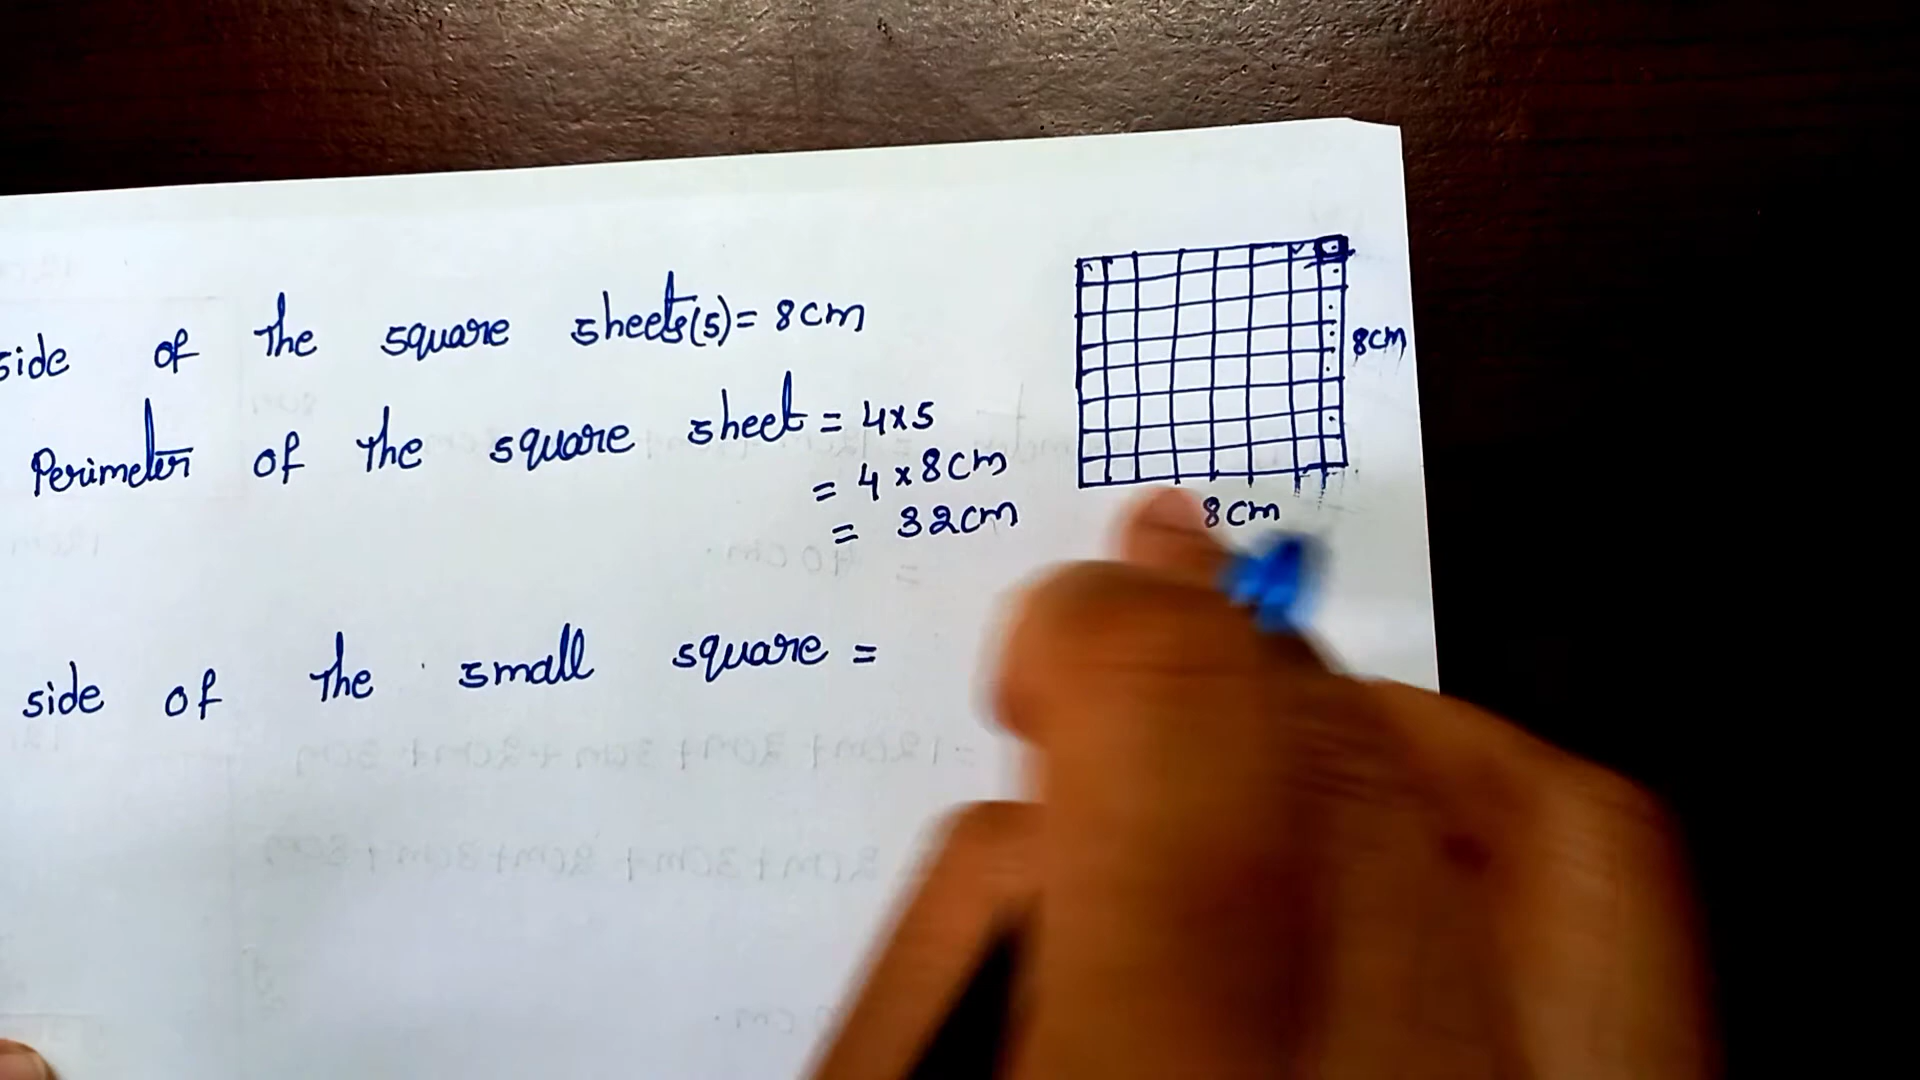 side of the square sheets(s)= 8cm
Perimeter of the square sheet = 4×s
= 4 × 8cm
= 32cm
8cm
8cm
side of the small square =